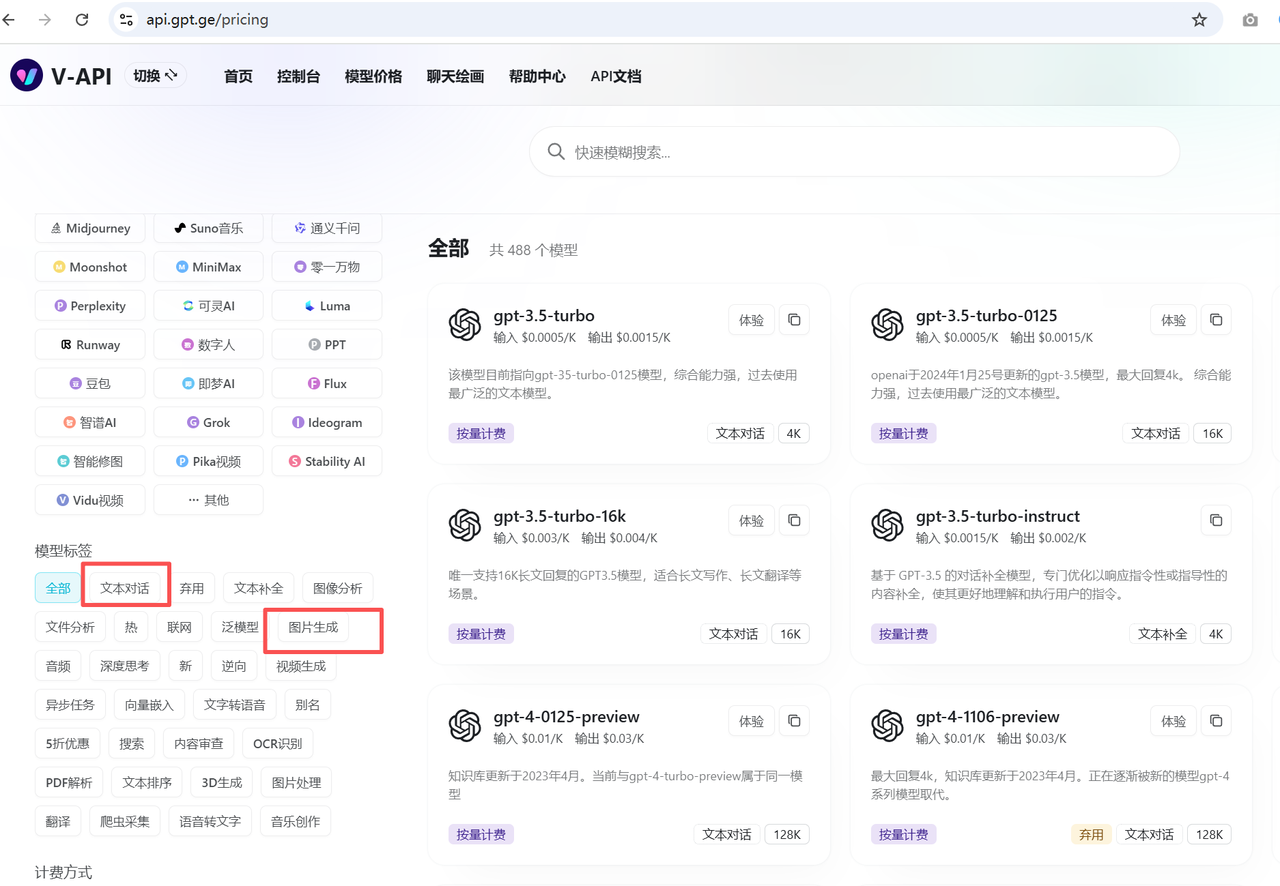 api.gpt.ge/pricing
V-API 切换 首页 控制台 模型价格 聊天绘画 帮助中心 API文档
快速模糊搜索...
Midjourney Suno音乐 通义千问
Moonshot MiniMax 零一万物
Perplexity 可灵AI Luma
Runway 数字人 PPT
豆包 即梦AI Flux
智谱AI Grok Ideogram
智能修图 Pika视频 Stability AI
Vidu视频 ··· 其他
模型标签
全部 文本对话 弃用 文本补全 图像分析
文件分析 热 联网 泛模型 图片生成
音频 深度思考 新 逆向 视频生成
异步任务 向量嵌入 文字转语音 别名
5折优惠 搜索 内容审查 OCR识别
PDF解析 文本排序 3D生成 图片处理
翻译 爬虫采集 语音转文字 音乐创作
计费方式
全部 共 488 个模型
gpt-3.5-turbo 体验
输入 $0.0005/K 输出 $0.0015/K
该模型目前指向gpt-35-turbo-0125模型，综合能力强，过去使用
最广泛的文本模型。
按量计费 文本对话 4K
gpt-3.5-turbo-0125 体验
输入 $0.0005/K 输出 $0.0015/K
openai于2024年1月25号更新的gpt-3.5模型，最大回复4k。 综合能
力强，过去使用最广泛的文本模型。
按量计费 文本对话 16K
gpt-3.5-turbo-16k 体验
输入 $0.003/K 输出 $0.004/K
唯一支持16K长文回复的GPT3.5模型，适合长文写作、长文翻译等
场景。
按量计费 文本对话 16K
gpt-3.5-turbo-instruct
输入 $0.0015/K 输出 $0.002/K
基于 GPT-3.5 的对话补全模型，专门优化以响应指令性或指导性的
内容补全，使其更好地理解和执行用户的指令。
按量计费 文本补全 4K
gpt-4-0125-preview 体验
输入 $0.01/K 输出 $0.03/K
知识库更新于2023年4月。当前与gpt-4-turbo-preview属于同一模
型
按量计费 文本对话 128K
gpt-4-1106-preview 体验
输入 $0.01/K 输出 $0.03/K
最大回复4k，知识库更新于2023年4月。正在逐渐被新的模型gpt-4
系列模型取代。
按量计费 弃用 文本对话 128K